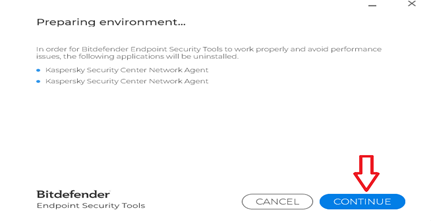 Preparing environment...
In order for Bitdefender Endpoint Security Tools to work properly and avoid performance
issues, the following applications will be uninstalled.
Kaspersky Security Center Network Agent
Kaspersky Security Center Network Agent
Bitdefender
Endpoint Security Tools
CANCEL
CONTINUE